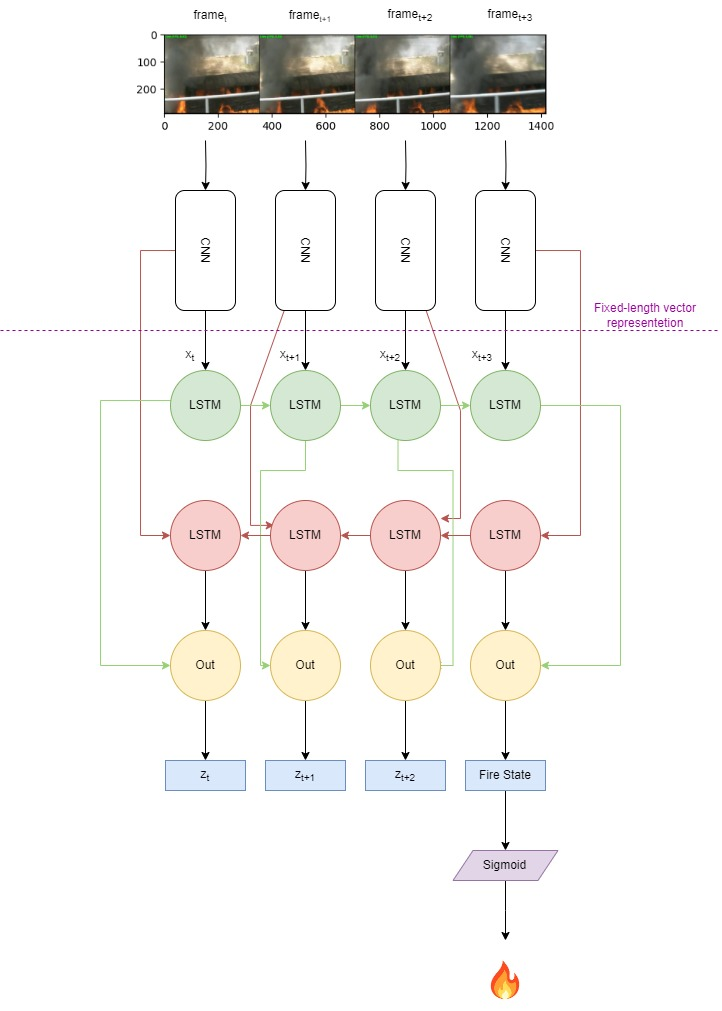 frame_t frame_t+1 frame_t+2 frame_t+3
0
100
200
0 200 400 600 800 1000 1200 1400
CNN CNN CNN CNN
Fixed-length vector
representetion
x_t x_t+1 x_t+2 x_t+3
LSTM LSTM LSTM LSTM
LSTM LSTM LSTM LSTM
Out Out Out Out
z_t z_t+1 z_t+2 Fire State
Sigmoid